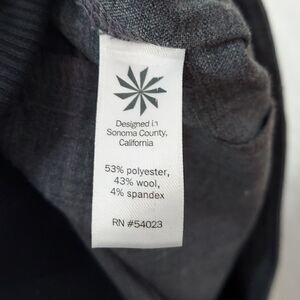 Designed in
Sonoma County,
California
53% polyester,
43% wool,
4% spandex
RN #54023